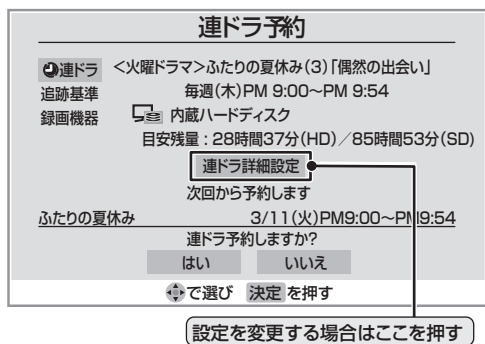 連ドラ予約
連ドラ <火曜ドラマ>ふたりの夏休み(3)「偶然の出会い」
追跡基準 毎週(木)PM 9:00～PM 9:54
録画機器 内蔵ハードディスク
目安残量:28時間37分(HD)/85時間53分(SD)
連ドラ詳細設定
次回から予約します
ふたりの夏休み 3/11(火)PM9:00～PM9:54
連ドラ予約しますか?
はい いいえ
で選び 決定 を押す
設定を変更する場合はここを押す